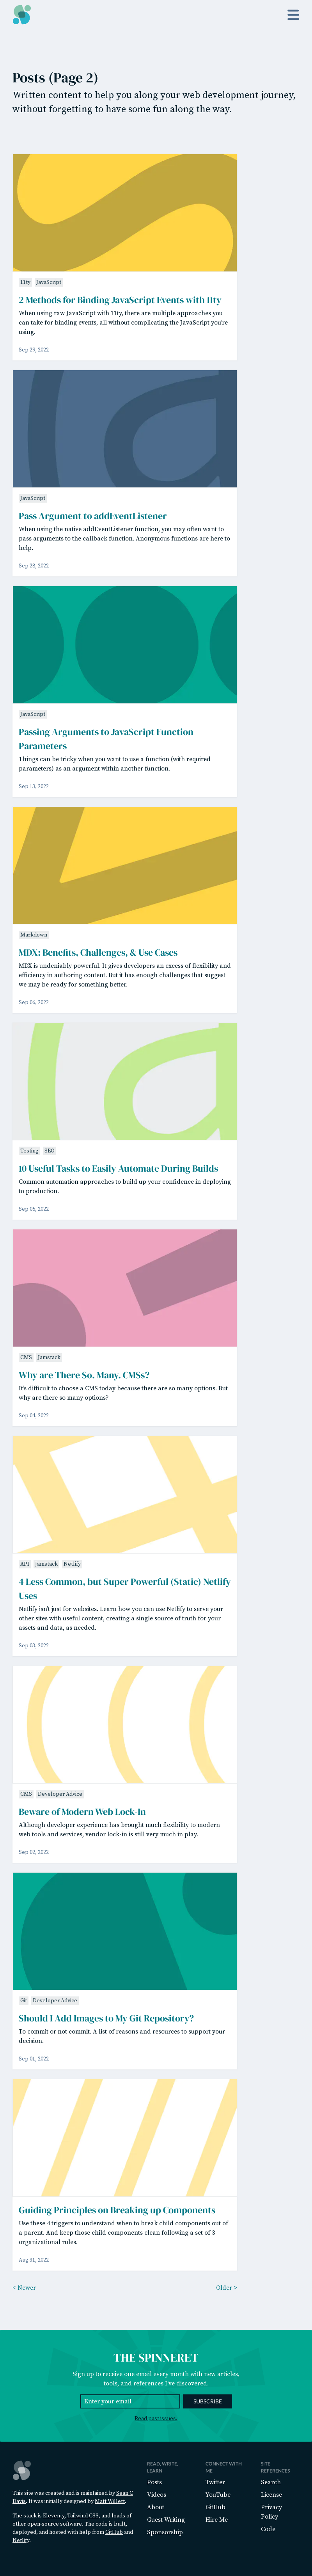 Posts (Page 2)
Written content to help you along your web development journey,
without forgetting to have some fun along the way.
11ty JavaScript
2 Methods for Binding JavaScript Events with 11ty
When using raw JavaScript with 11ty, there are multiple approaches you
can take for binding events, all without complicating the JavaScript you're
using.
Sep 29, 2022
JavaScript
Pass Argument to addEventListener
When using the native addEventListener function, you may often want to
pass arguments to the callback function. Anonymous functions are here to
help.
Sep 28, 2022
JavaScript
Passing Arguments to JavaScript Function
Parameters
Things can be tricky when you want to use a function (with required
parameters) as an argument within another function.
Sep 13, 2022
Markdown
MDX: Benefits, Challenges, & Use Cases
MDX is undeniably powerful. It gives developers an excess of flexibility and
efficiency in authoring content. But it has enough challenges that suggest
we may be ready for something better.
Sep 06, 2022
Testing SEO
10 Useful Tasks to Easily Automate During Builds
Common automation approaches to build up your confidence in deploying
to production.
Sep 05, 2022
CMS Jamstack
Why are There So. Many. CMSs?
It's difficult to choose a CMS today because there are so many options. But
why are there so many options?
Sep 04, 2022
API Jamstack Netlify
4 Less Common, but Super Powerful (Static) Netlify
Uses
Netlify isn't just for websites. Learn how you can use Netlify to serve your
other sites with useful content, creating a single source of truth for your
assets and data, as needed.
Sep 03, 2022
CMS Developer Advice
Beware of Modern Web Lock-In
Although developer experience has brought much flexibility to modern
web tools and services, vendor lock-in is still very much in play.
Sep 02, 2022
Git Developer Advice
Should I Add Images to My Git Repository?
To commit or not commit. A list of reasons and resources to support your
decision.
Sep 01, 2022
Guiding Principles on Breaking up Components
Use these 4 triggers to understand when to break child components out of
a parent. And keep those child components clean following a set of 3
organizational rules.
Aug 31, 2022
< Newer
Older >
THE SPINNERET
Sign up to receive one email every month with new articles,
tools, and references I've discovered.
Enter your email
SUBSCRIBE
Read past issues.
This site was created and is maintained by Sean C
Davis. It was initially designed by Matt Willett.
The stack is Eleventy, Tailwind CSS, and loads of
other open source software. The code is built,
deployed, and hosted with help from GitHub and
Netlify.
READ, WRITE,
LEARN
Posts
Videos
About
Guest Writing
Sponsorship
CONNECT WITH
ME
Twitter
YouTube
GitHub
Hire Me
SITE
REFERENCES
Search
License
Privacy
Policy
Code